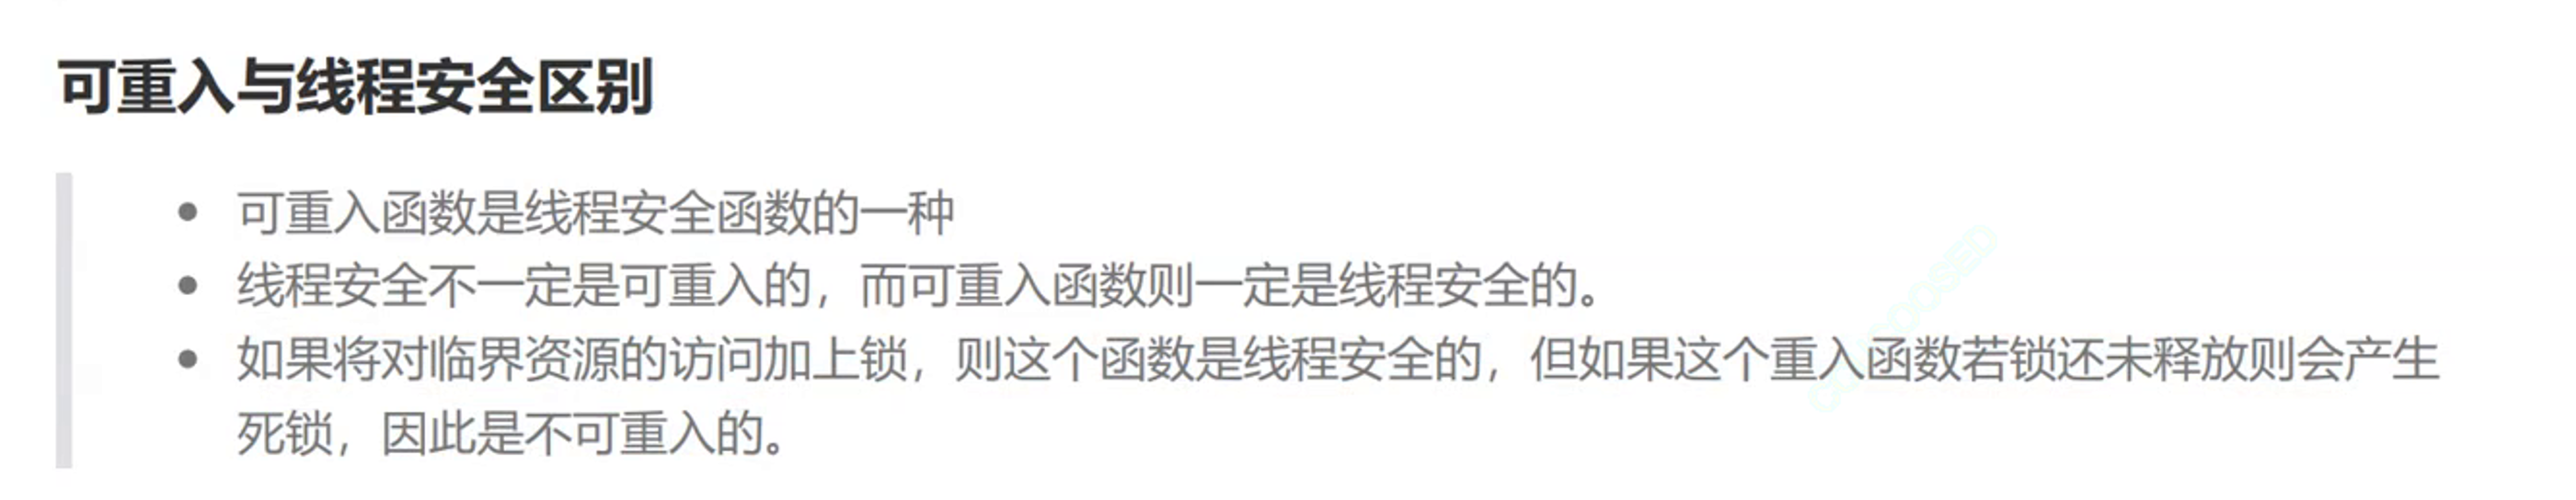 可重入与线程安全区别
可重入函数是线程安全函数的一种
线程安全不一定是可重入的，而可重入函数则一定是线程安全的。
如果将对临界资源的访问加上锁，则这个函数是线程安全的，但如果这个重入函数若锁还未释放则会产生
死锁，因此是不可重入的。